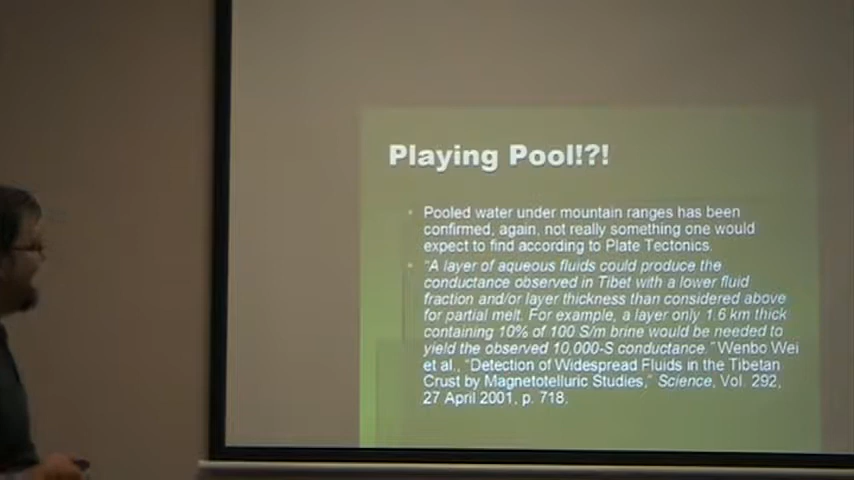 Playing Pool!?!
Pooled water under mountain ranges has been
confirmed, again, not really something one would
expect to find according to Plate Tectonics.
"A layer of aqueous fluids could produce the
conductance observed in Tibet with a lower fluid
fraction and/or layer thickness than considered above
for partial melt. For example, a layer only 1.6 km thick
containing 10% of 100 S/m brine would be needed to
yield the observed 10,000-S conductance." Wenbo Wei
et al., "Detection of Widespread Fluids in the Tibetan
Crust by Magnetotelluric Studies," Science, Vol. 292,
27 April 2001, p. 718.